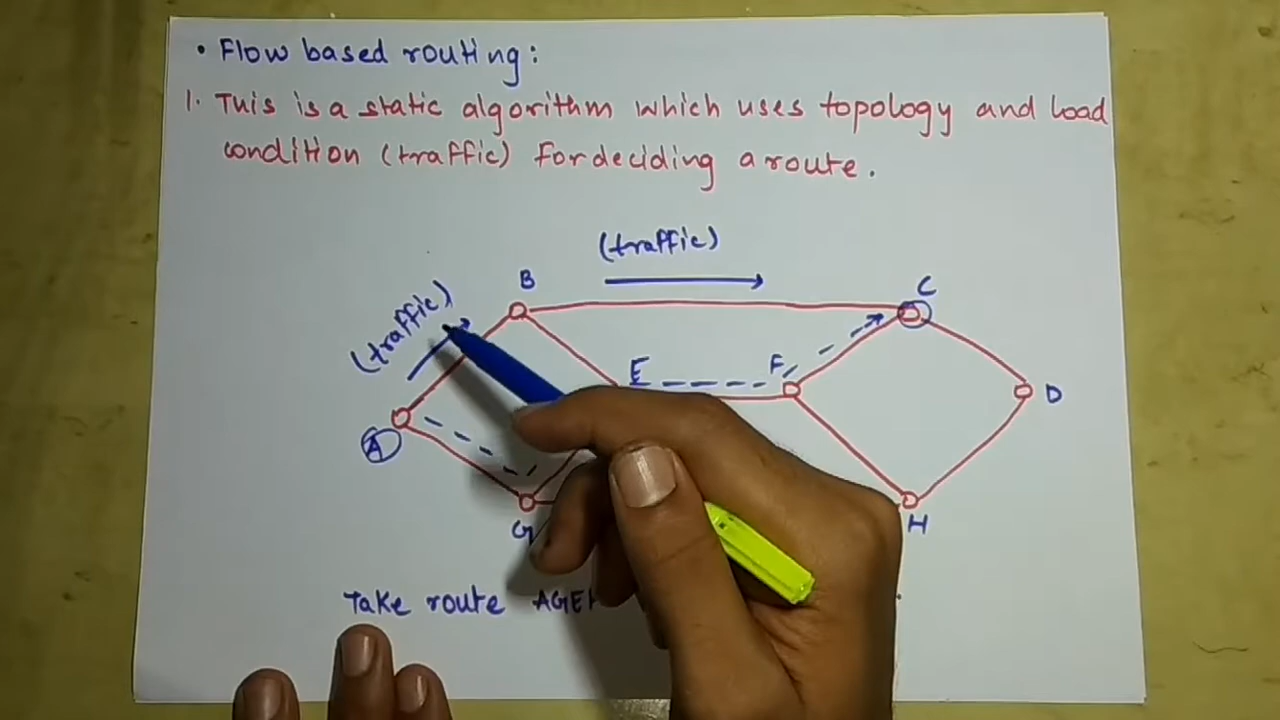 • Flow based routing:
1. This is a static algorithm which uses topology and load
condition (traffic) for deciding a route.
(traffic)
B
C
(traffic)
E
F
D
A
G
H
Take route